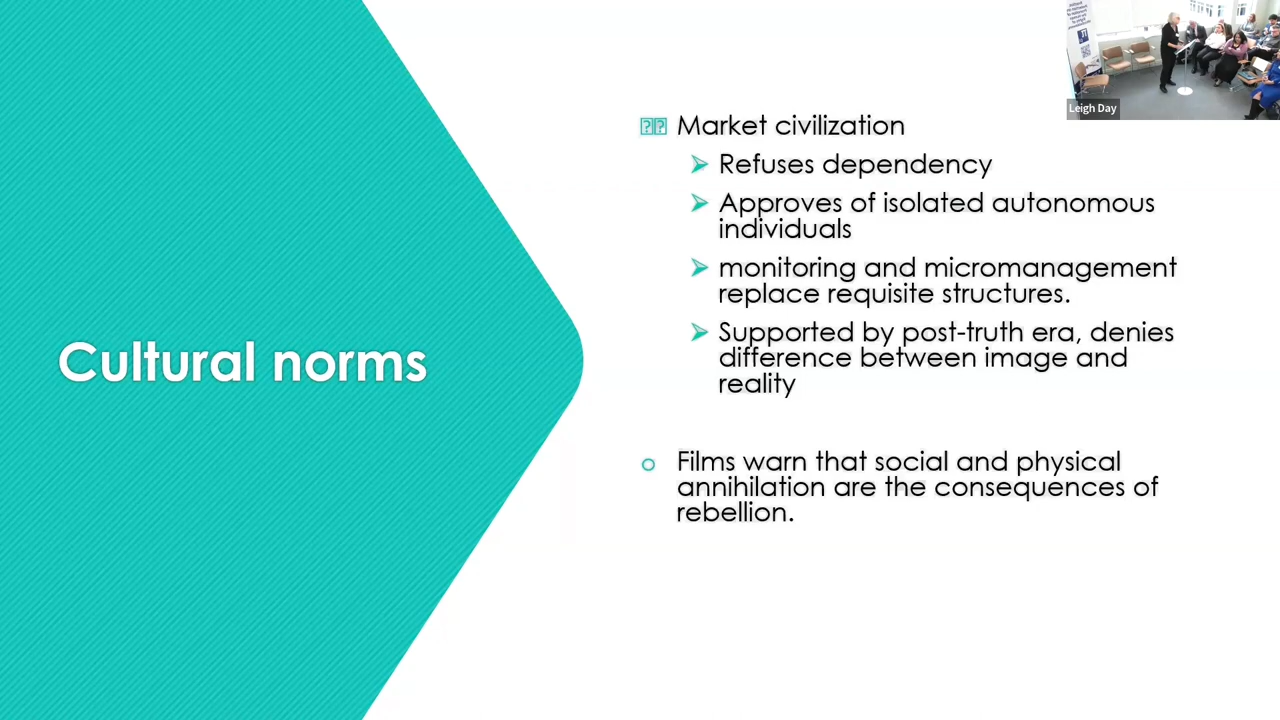 Leigh Day
Market civilization
Refuses dependency
Approves of isolated autonomous
individuals
monitoring and micromanagement
replace requisite structures.
Supported by post-truth era, denies
difference between image and
reality
Cultural norms
Films warn that social and physical
annihilation are the consequences of
rebellion.